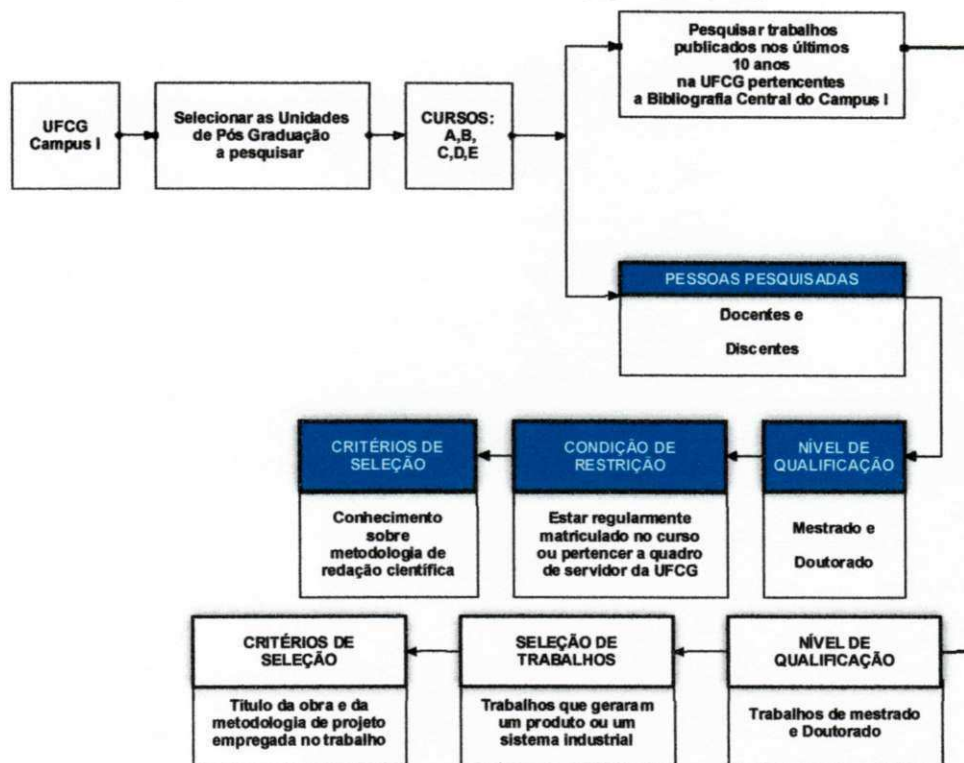 Pesquisar trabalhos
publicados nos últimos
10 anos
na UFCG pertencentes
a Bibliografia Central do Campus I
UFCG
Campus I
Selecionar as Unidades
de Pós Graduação
a pesquisar
CURSOS:
A,B,
C,D,E
PESSOAS PESQUISADAS
Docentes e
Discentes
CRITÉRIOS DE
SELEÇÃO
Conhecimento
sobre
metodologia de
redação científica
CONDIÇÃO DE
RESTRIÇÃO
Estar regularmente
matriculado no curso
ou pertencer a quadro
de servidor da UFCG
NÍVEL DE
QUALIFICAÇÃO
Mestrado e
Doutorado
CRITÉRIOS DE
SELEÇÃO
Título da obra e da
metodologia de projeto
empregada no trabalho
SELEÇÃO DE
TRABALHOS
Trabalhos que geraram
um produto ou um
sistema industrial
NÍVEL DE
QUALIFICAÇÃO
Trabalhos de mestrado
e Doutorado